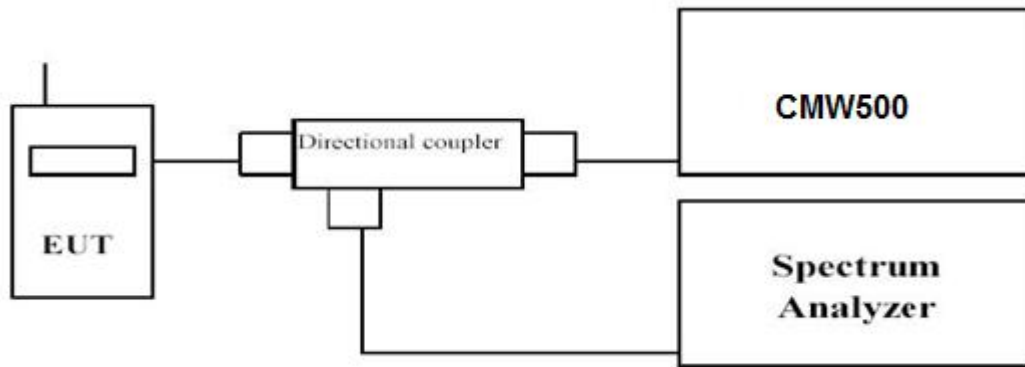 EUT
Directional coupler
CMW500
Spectrum
Analyzer